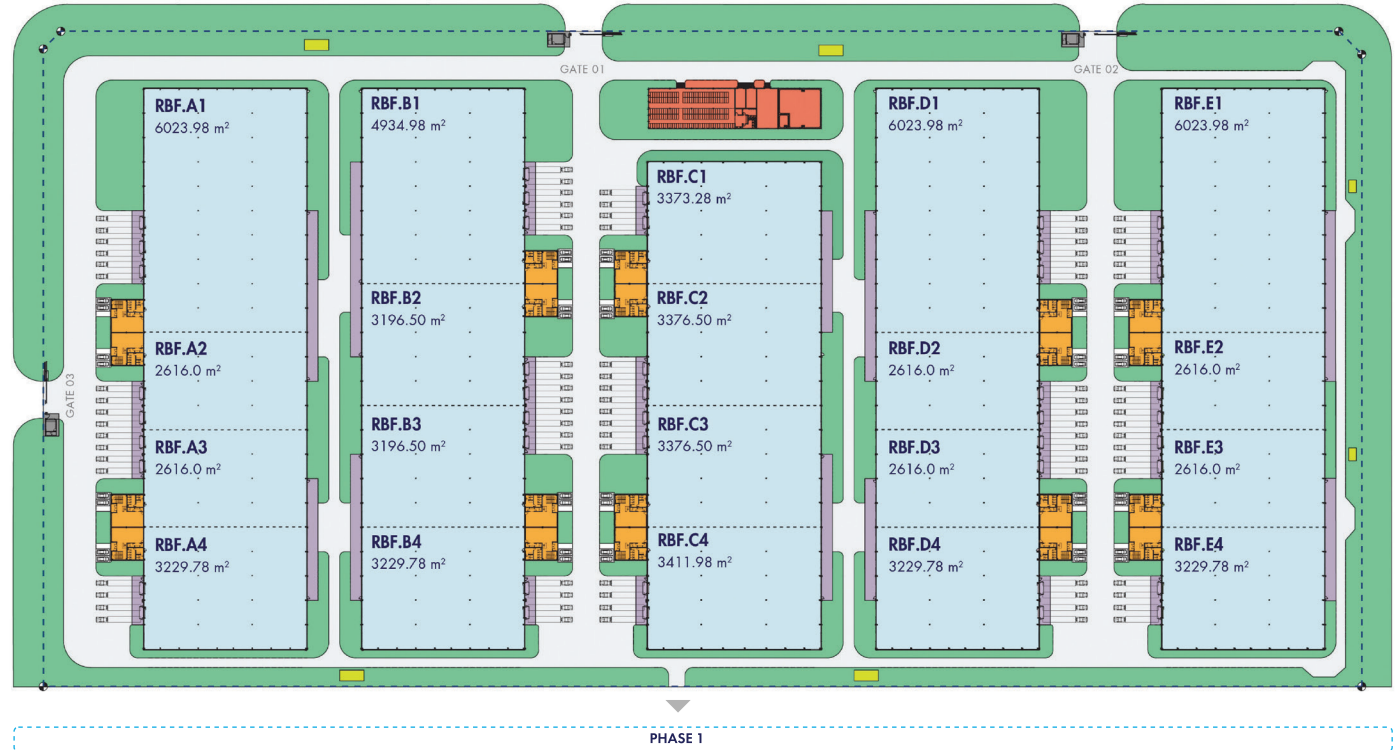 GATE 01
GATE 02
RBF.A1
6023.98 m²
RBF.B1
4934.98 m²
RBF.D1
6023.98 m²
RBF.E1
6023.98 m²
RBF.C1
3373.28 m²
RBF.B2
3196.50 m²
RBF.C2
3376.50 m²
RBF.A2
2616.0 m²
RBF.D2
2616.0 m²
RBF.E2
2616.0 m²
GATE 03
RBF.B3
3196.50 m²
RBF.C3
3376.50 m²
RBF.A3
2616.0 m²
RBF.D3
2616.0 m²
RBF.E3
2616.0 m²
RBF.A4
3229.78 m²
RBF.B4
3229.78 m²
RBF.C4
3411.98 m²
RBF.D4
3229.78 m²
RBF.E4
3229.78 m²
PHASE 1